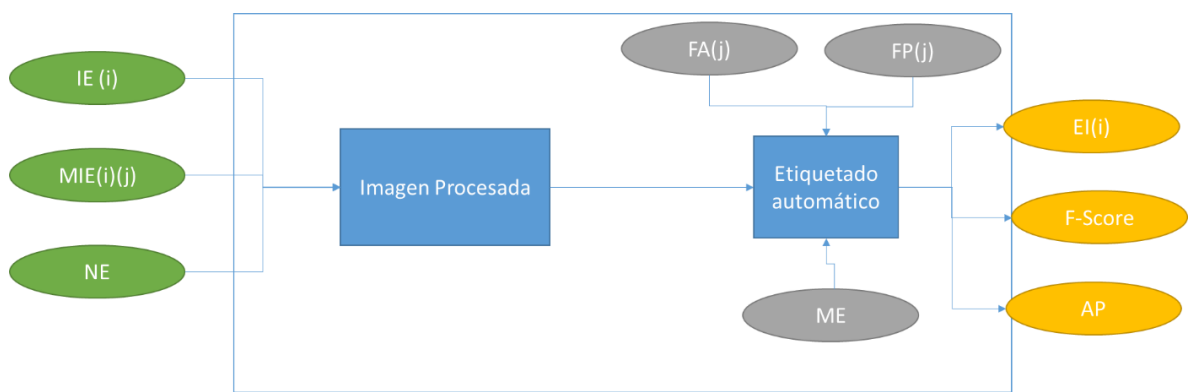 FA(j)
FP(j)
IE (i)
MIE(i)(j)
NE
Imagen Procesada
Etiquetado
automático
ME
EI(i)
F-Score
AP